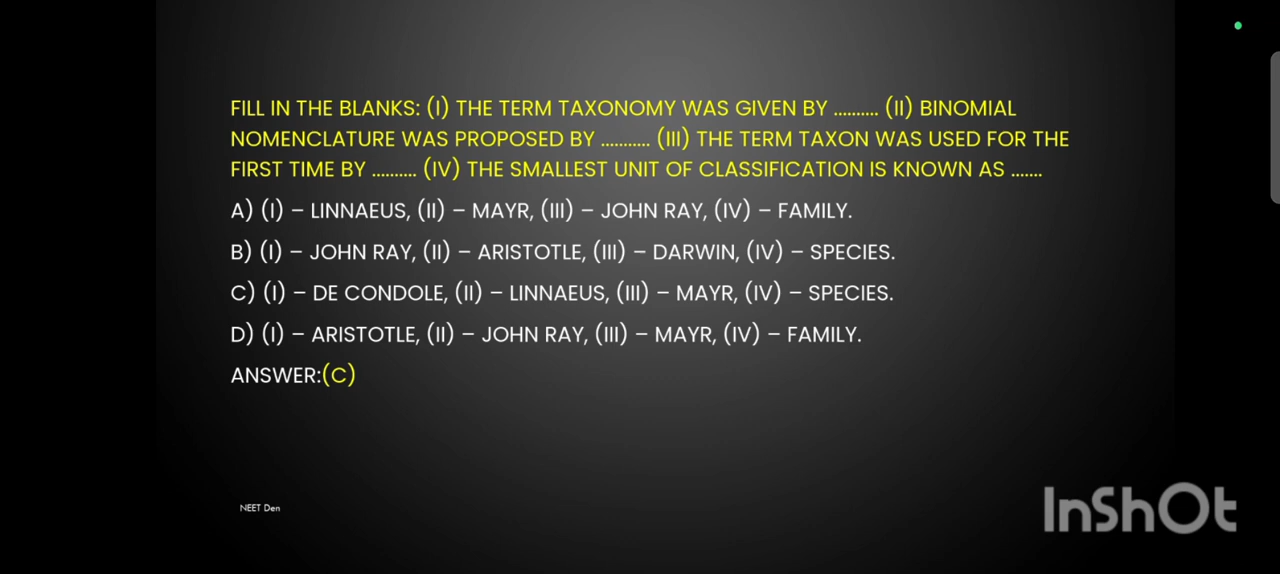 FILL IN THE BLANKS: (I) THE TERM TAXONOMY WAS GIVEN BY .......... (II) BINOMIAL
NOMENCLATURE WAS PROPOSED BY ........... (III) THE TERM TAXON WAS USED FOR THE
FIRST TIME BY .......... (IV) THE SMALLEST UNIT OF CLASSIFICATION IS KNOWN AS .......
A) (I) – LINNAEUS, (II) – MAYR, (III) – JOHN RAY, (IV) – FAMILY.
B) (I) – JOHN RAY, (II) – ARISTOTLE, (III) – DARWIN, (IV) – SPECIES.
C) (I) – DE CONDOLE, (II) – LINNAEUS, (III) – MAYR, (IV) – SPECIES.
D) (I) – ARISTOTLE, (II) – JOHN RAY, (III) – MAYR, (IV) – FAMILY.
ANSWER:(C)
NEET Den
InShOt